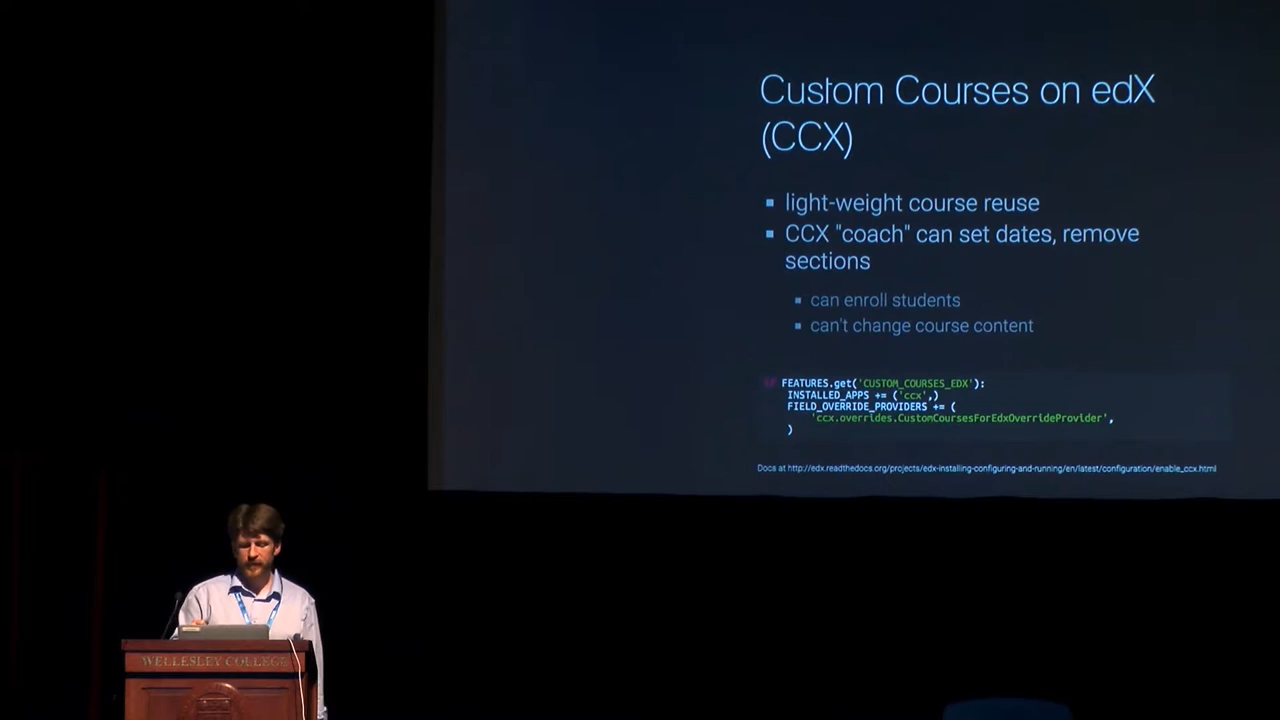 Custom Courses on edX
(CCX)
light-weight course reuse
CCX "coach" can set dates, remove
sections
can enroll students
can't change course content
FEATURES.get('CUSTOM_COURSES_EDX'):
INSTALLED_APPS += ('ccx',)
FIELD_OVERRIDE_PROVIDERS += (
'ccx.overrides.CustomCoursesForEdxOverrideProvider',
)
Docs at http://edx.readthedocs.org/projects/edx-installing-configuring-and-running/en/latest/configuration/enable_ccx.html
WELLESLEY COLLEGE